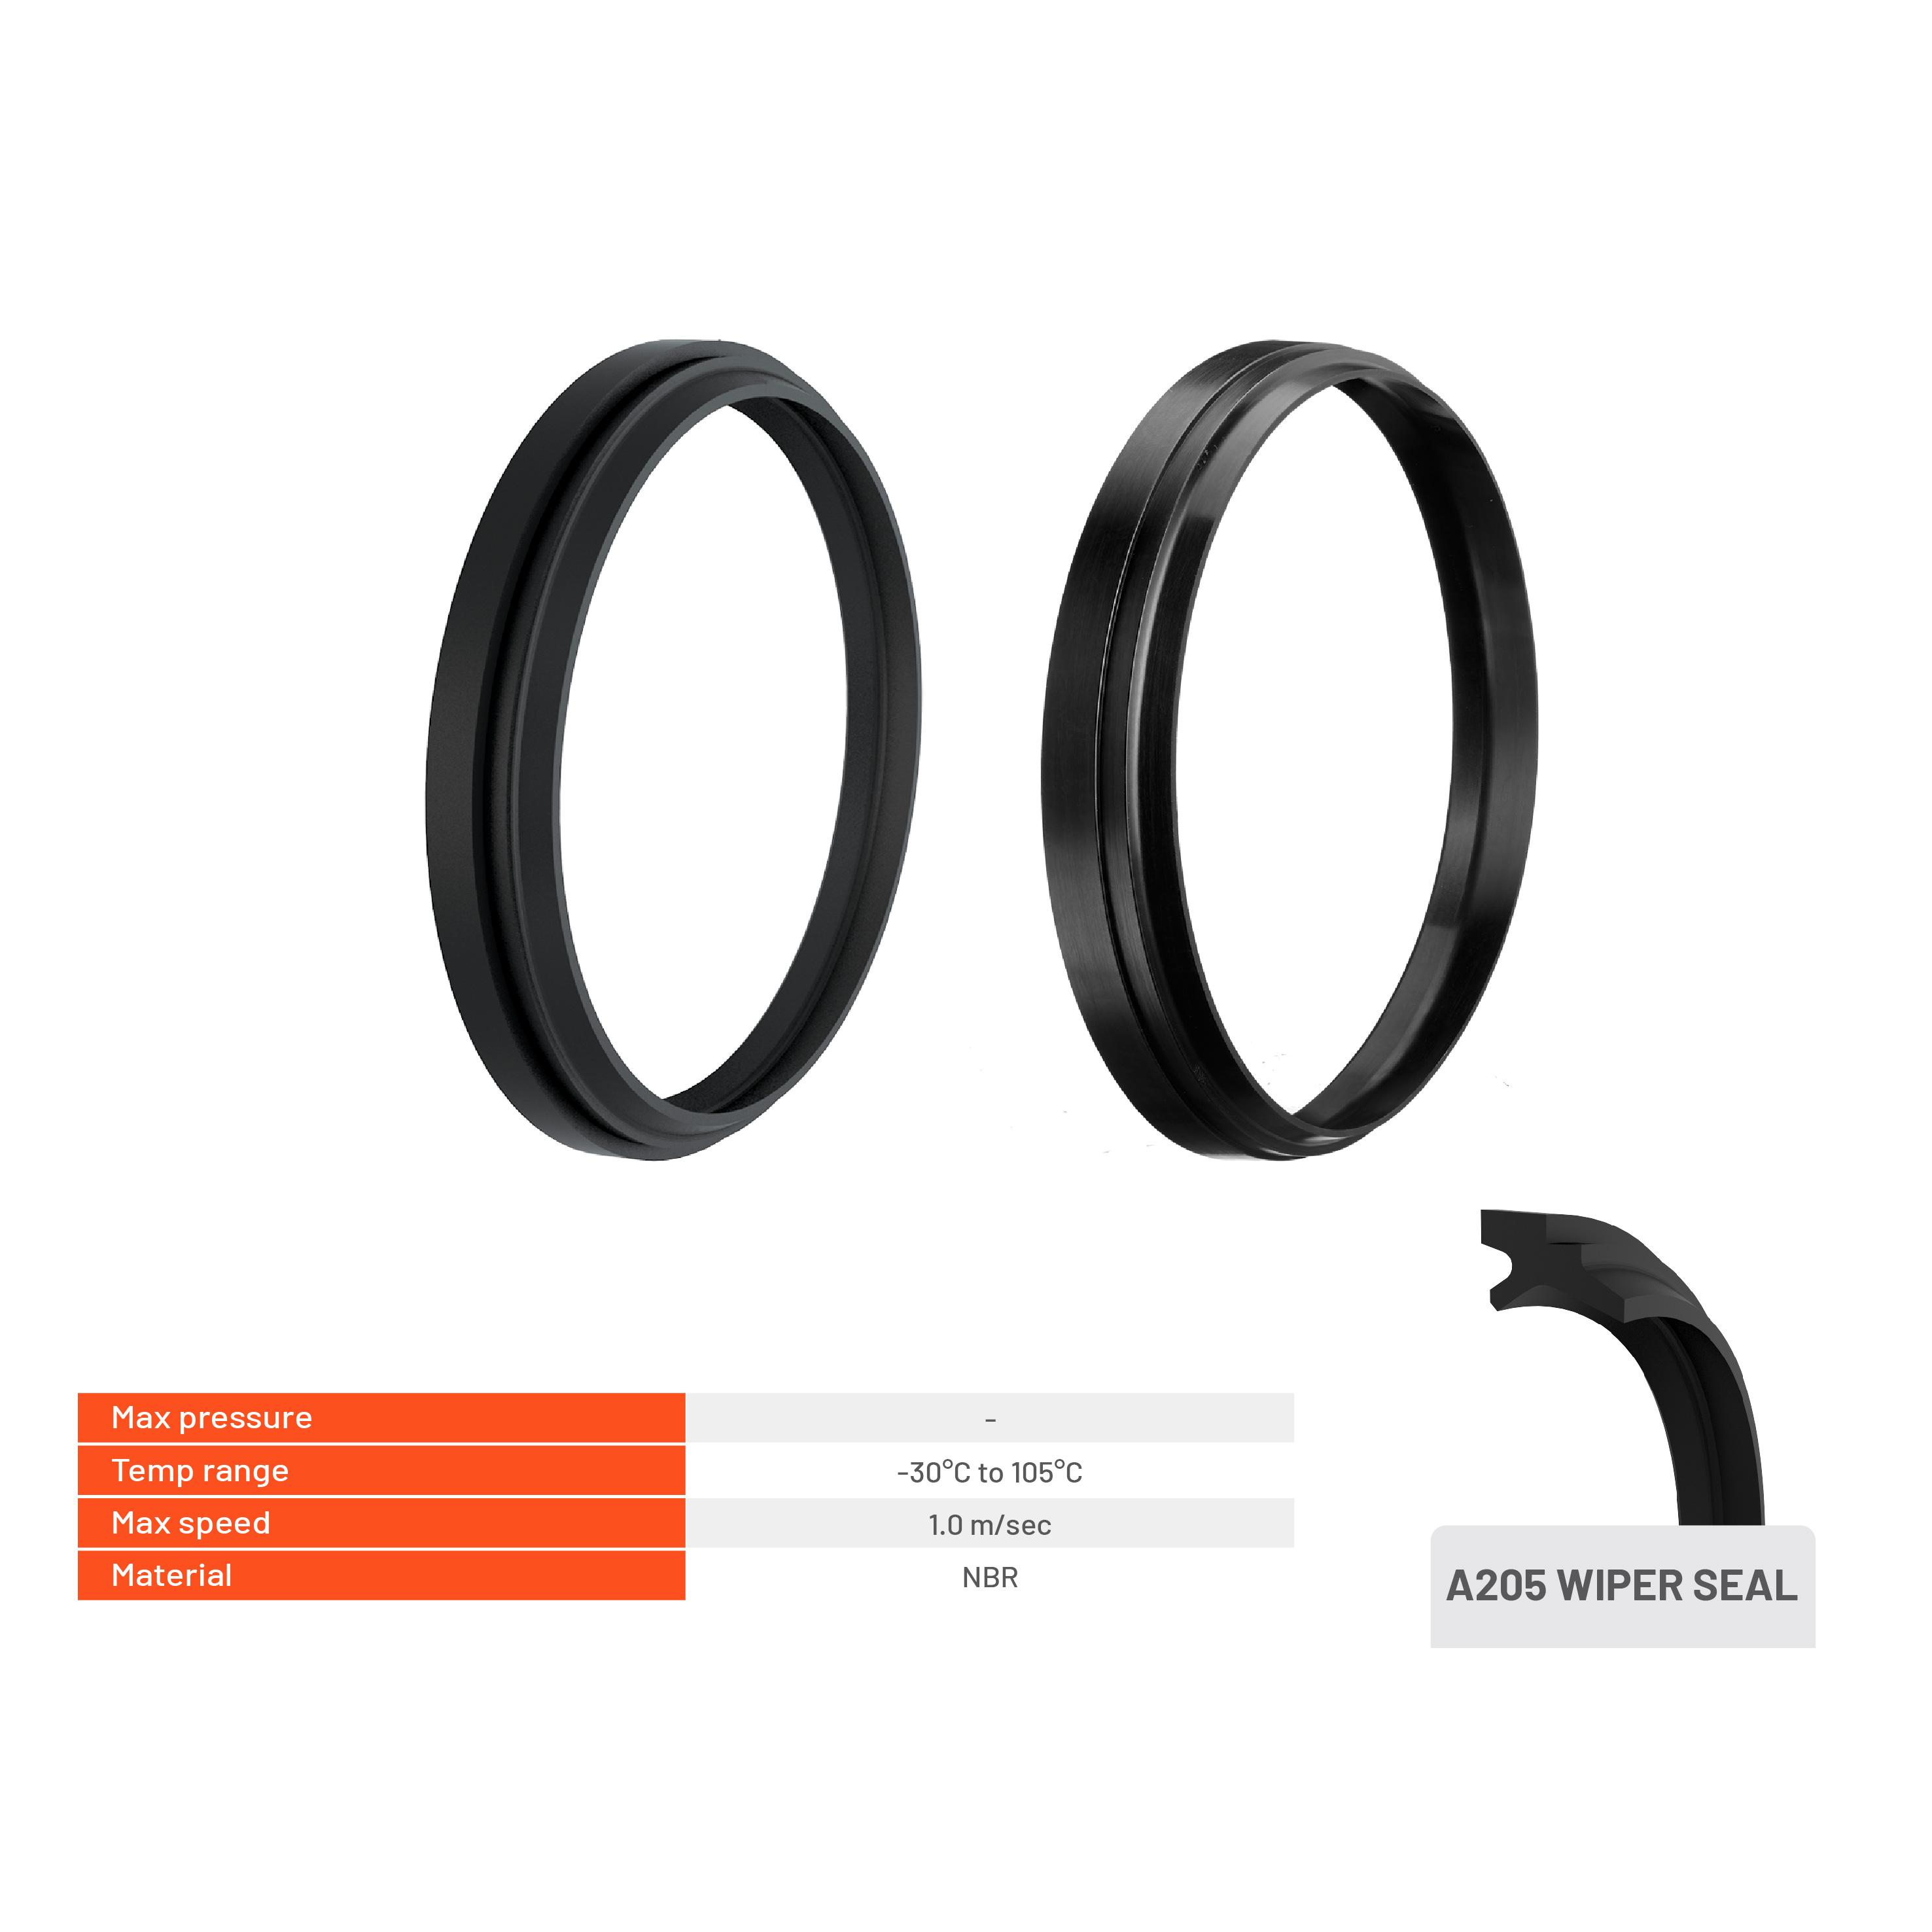 Max pressure -
Temp range -30°C to 105°C
Max speed 1.0 m/sec
Material NBR
A205 WIPER SEAL